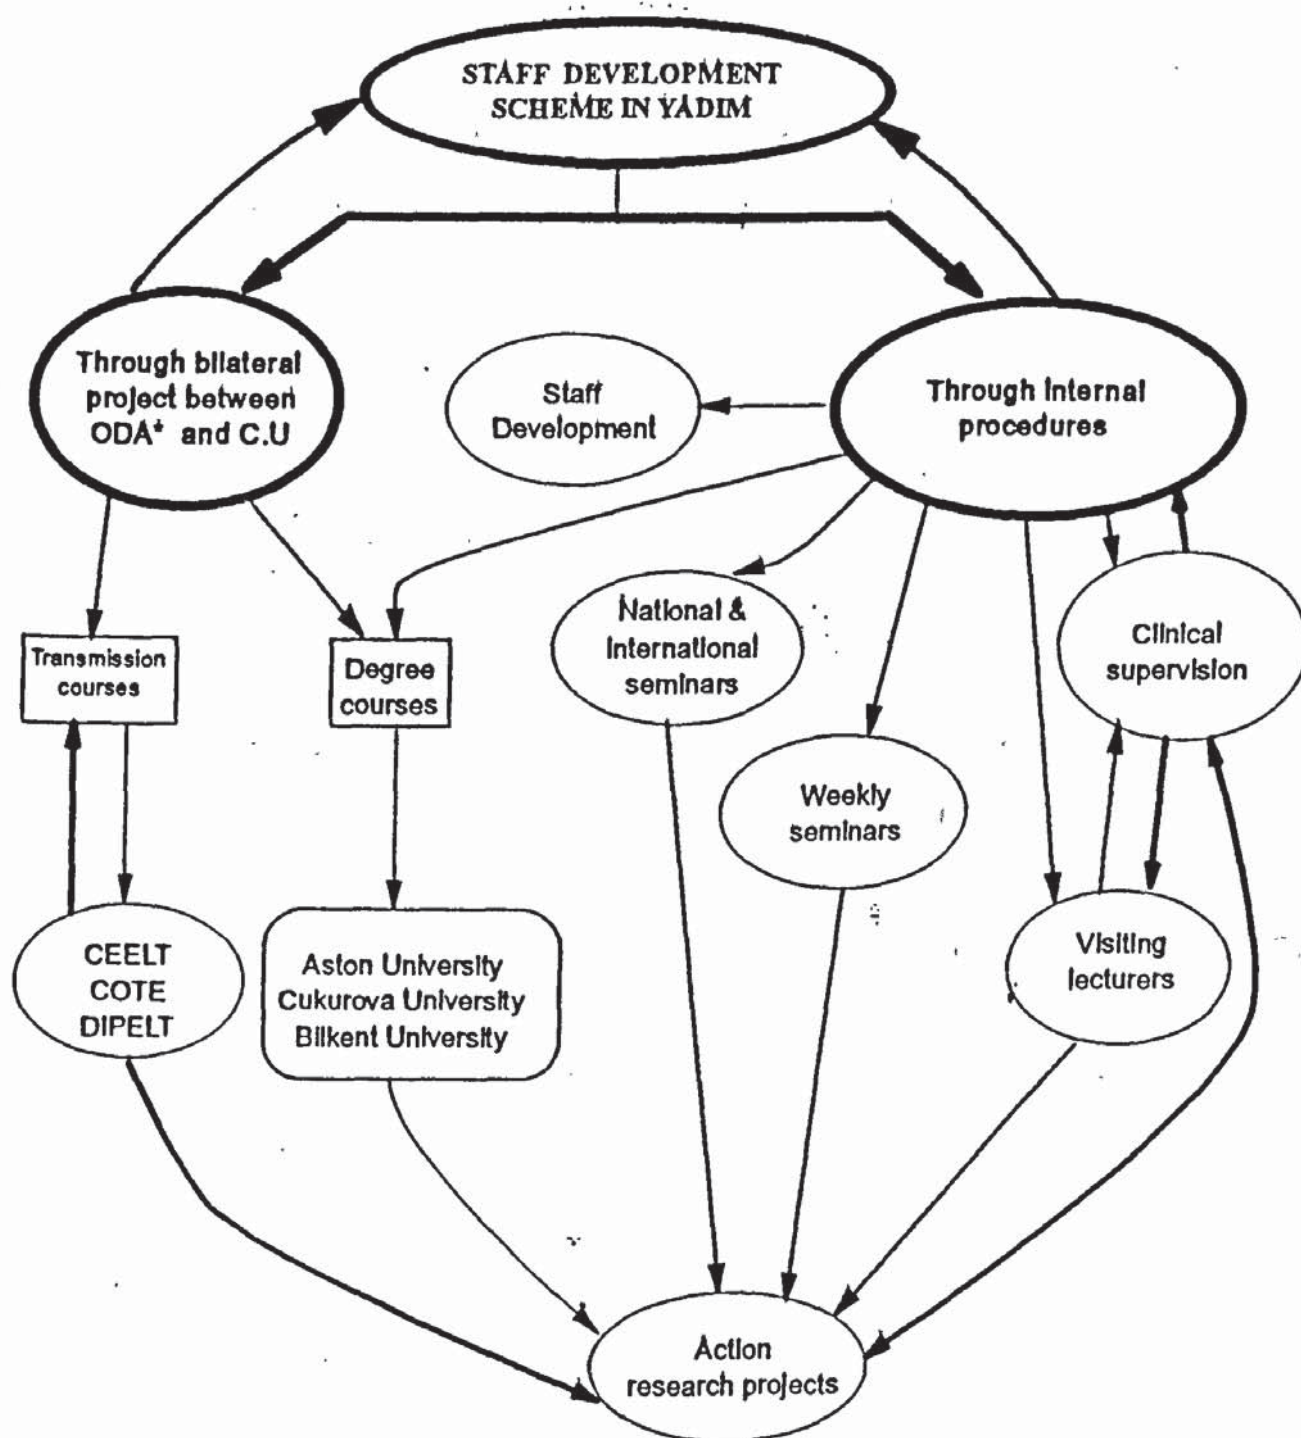 STAFF DEVELOPMENT
SCHEME IN YADIM
Through bilateral
project between
ODA* and C.U
Staff
Development
Through internal
procedures
Transmission
courses
Degree
courses
National &
international
seminars
Clinical
supervision
Weekly
seminars
CEELT
COTE
DIPELT
Aston University
Cukurova University
Bilkent University
Visiting
lecturers
Action
research projects